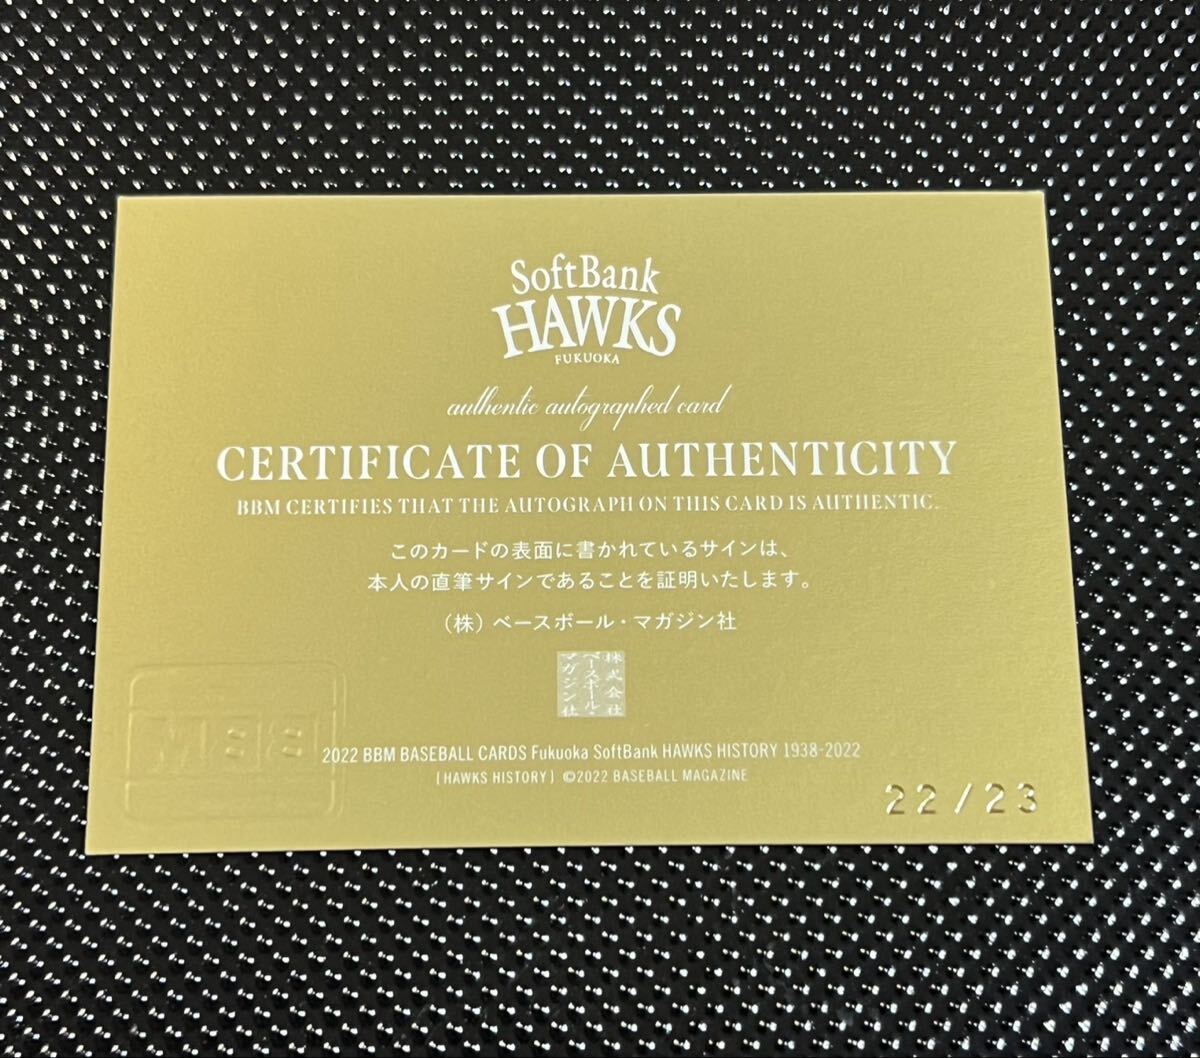 SoftBank
HAWKS
FUKUOKA
authentic autographed card
CERTIFICATE OF AUTHENTICITY
BBM CERTIFIES THAT THE AUTOGRAPH ON THIS CARD IS AUTHENTIC.
このカードの表面に書かれているサインは、
本人の直筆サインであることを証明いたします。
（株）ベースボール・マガジン社
株式会社
ベースボール・
マガジン社
BBM
2022 BBM BASEBALL CARDS Fukuoka SoftBank HAWKS HISTORY 1938-2022
[HAWKS HISTORY] ©2022 BASEBALL MAGAZINE
22/23